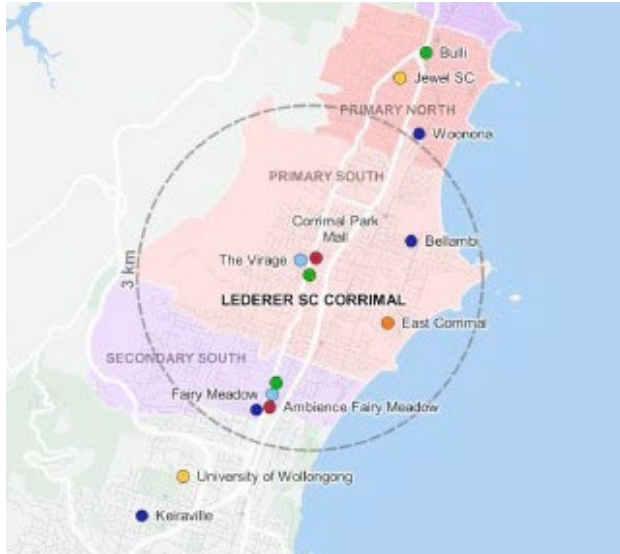 Bulli
Jewel SC
PRIMARY NORTH
Woonona
PRIMARY SOUTH
Corrimal Park
Mall
Bellambi
The Virage
3 km
LEDERER SC CORRIMAL
East Corrimal
SECONDARY SOUTH
Fairy Meadow
Ambience Fairy Meadow
University of Wollongong
Keiraville